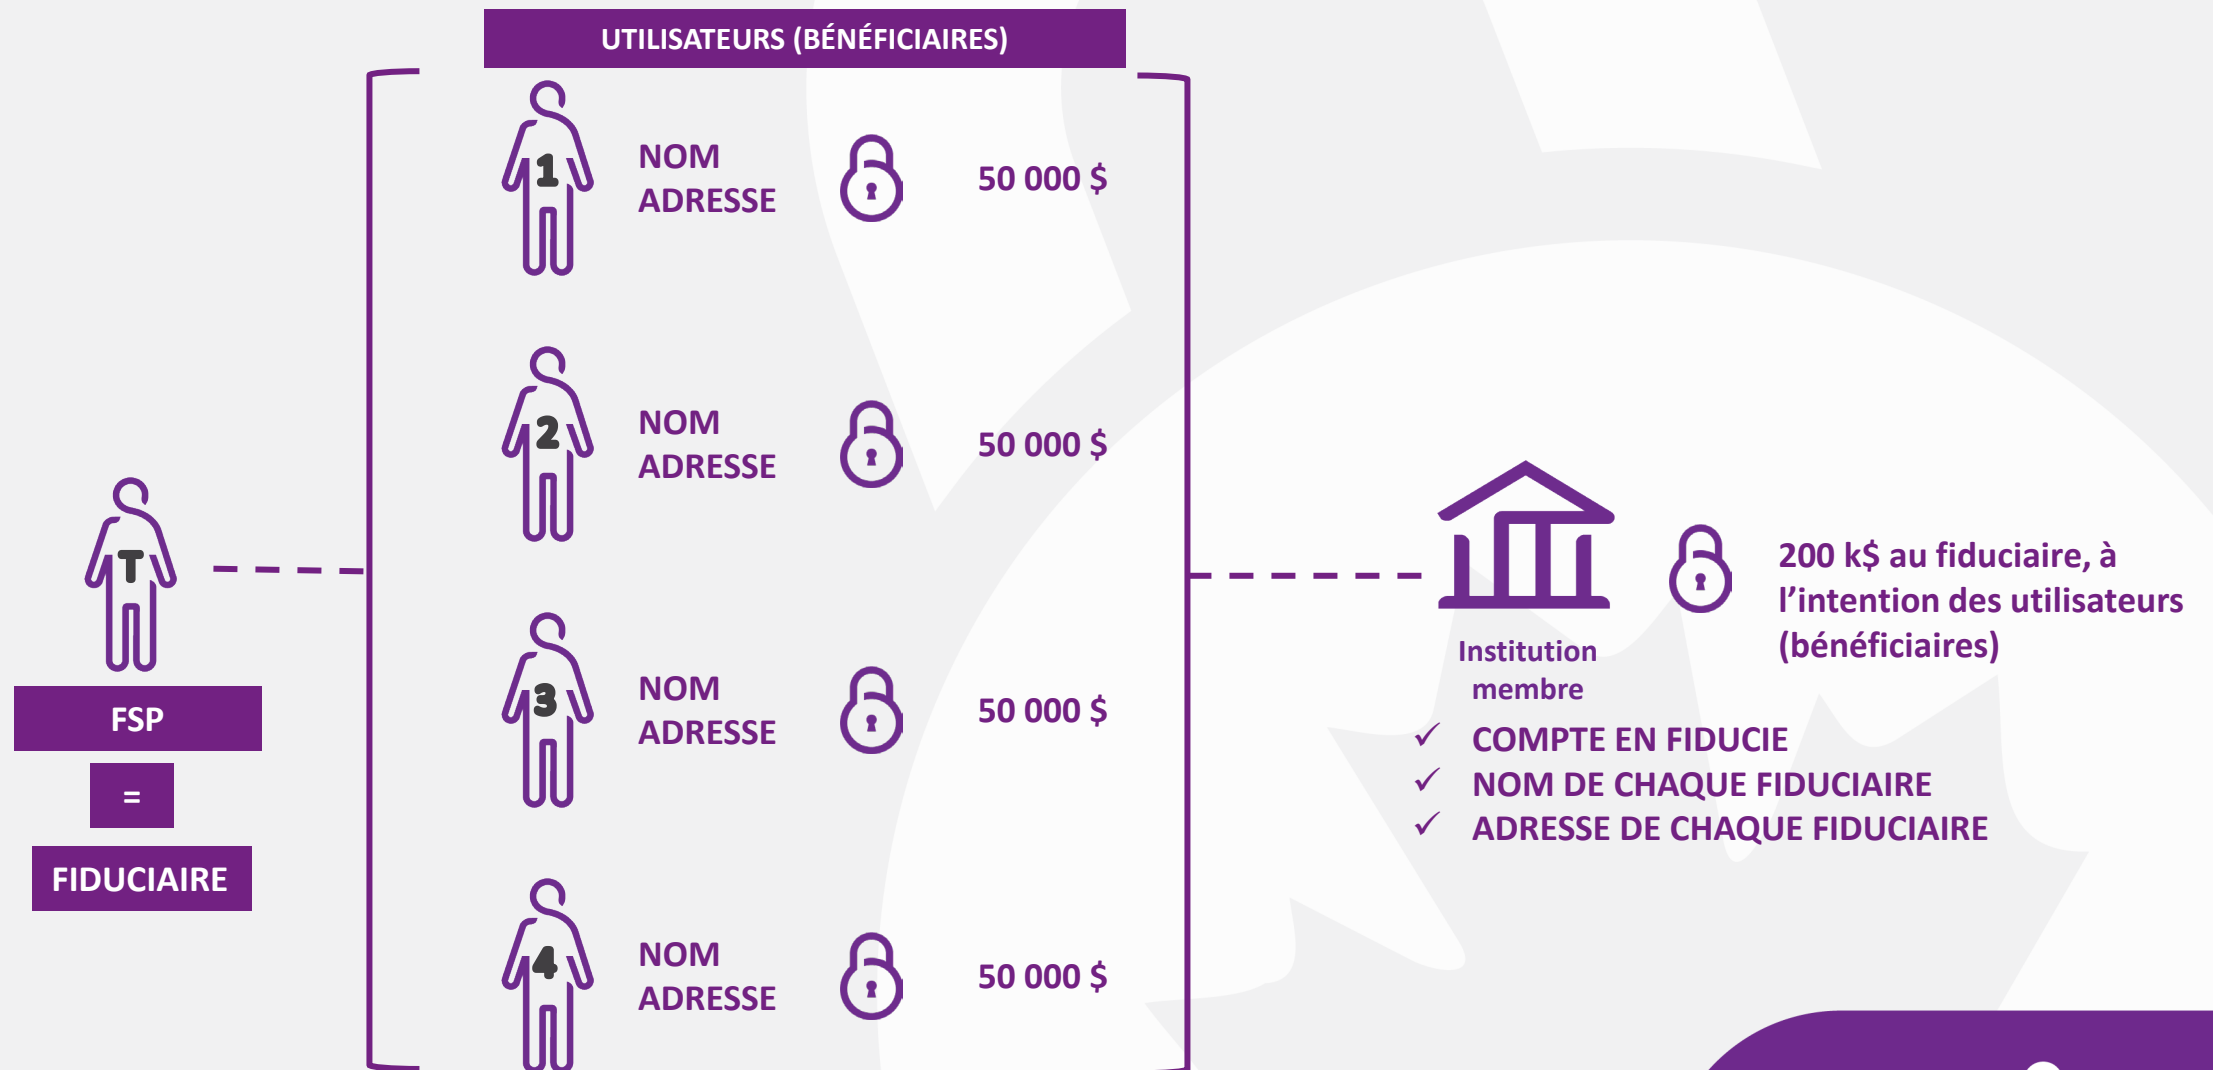 UTILISATEURS (BÉNÉFICIAIRES)
1
NOM
ADRESSE
50 000 $
2
NOM
ADRESSE
50 000 $
3
NOM
ADRESSE
50 000 $
4
NOM
ADRESSE
50 000 $
T
FSP
=
FIDUCIAIRE
Institution
membre
200 k$ au fiduciaire, à
l’intention des utilisateurs
(bénéficiaires)
✓ COMPTE EN FIDUCIE
✓ NOM DE CHAQUE FIDUCIAIRE
✓ ADRESSE DE CHAQUE FIDUCIAIRE